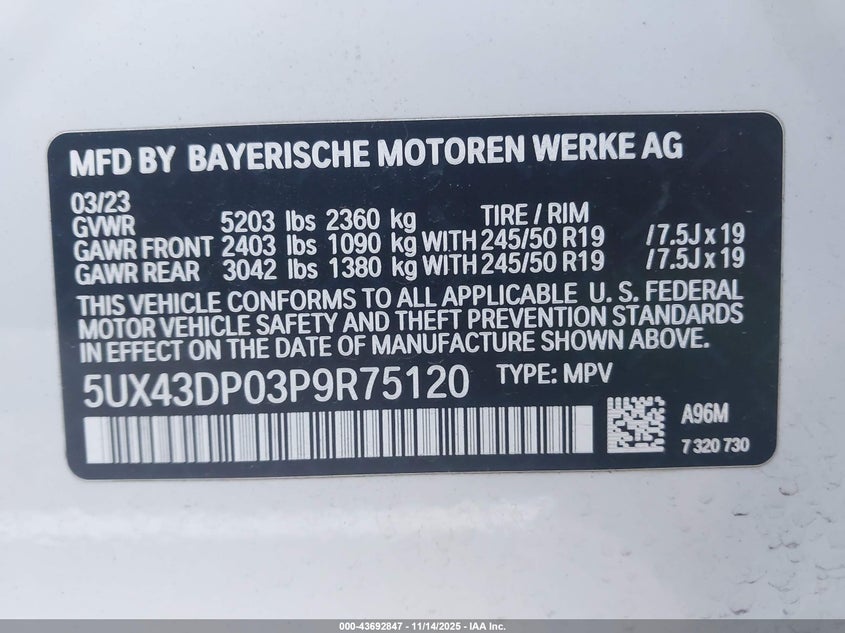 MFD BY BAYERISCHE MOTOREN WERKE AG
03/23
GVWR 5203 lbs 2360 kg TIRE / RIM
GAWR FRONT 2403 lbs 1090 kg WITH 245/50 R19 /7.5J x 19
GAWR REAR 3042 lbs 1380 kg WITH 245/50 R19 /7.5J x 19
THIS VEHICLE CONFORMS TO ALL APPLICABLE U. S. FEDERAL
MOTOR VEHICLE SAFETY AND THEFT PREVENTION STANDARDS
IN EFFECT ON THE DATE OF MANUFACTURE SHOWN ABOVE.
5UX43DP03P9R75120 TYPE: MPV
A96M
7 320 730
000-43692847 - 11/14/2025 - IAA Inc.